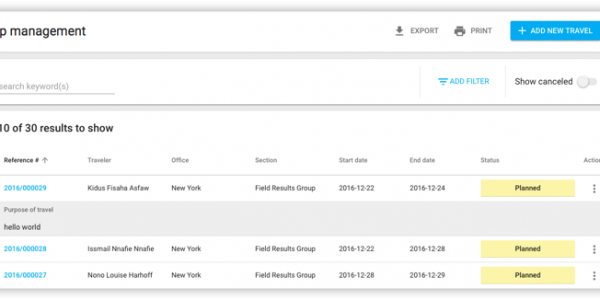 p management
EXPORT
PRINT
+ ADD NEW TRAVEL
search keyword(s)
ADD FILTER
Show canceled
10 of 30 results to show
Reference # Traveler Office Section Start date End date Status Action
2016/000029 Kidus Fisaha Asfaw New York Field Results Group 2016-12-22 2016-12-24 Planned
Purpose of travel
hello world
2016/000028 Issmail Nnafie Nnafie New York Field Results Group 2016-12-22 2016-12-28 Planned
2016/000027 Nono Louise Harhoff New York Field Results Group 2016-12-28 2016-12-29 Planned